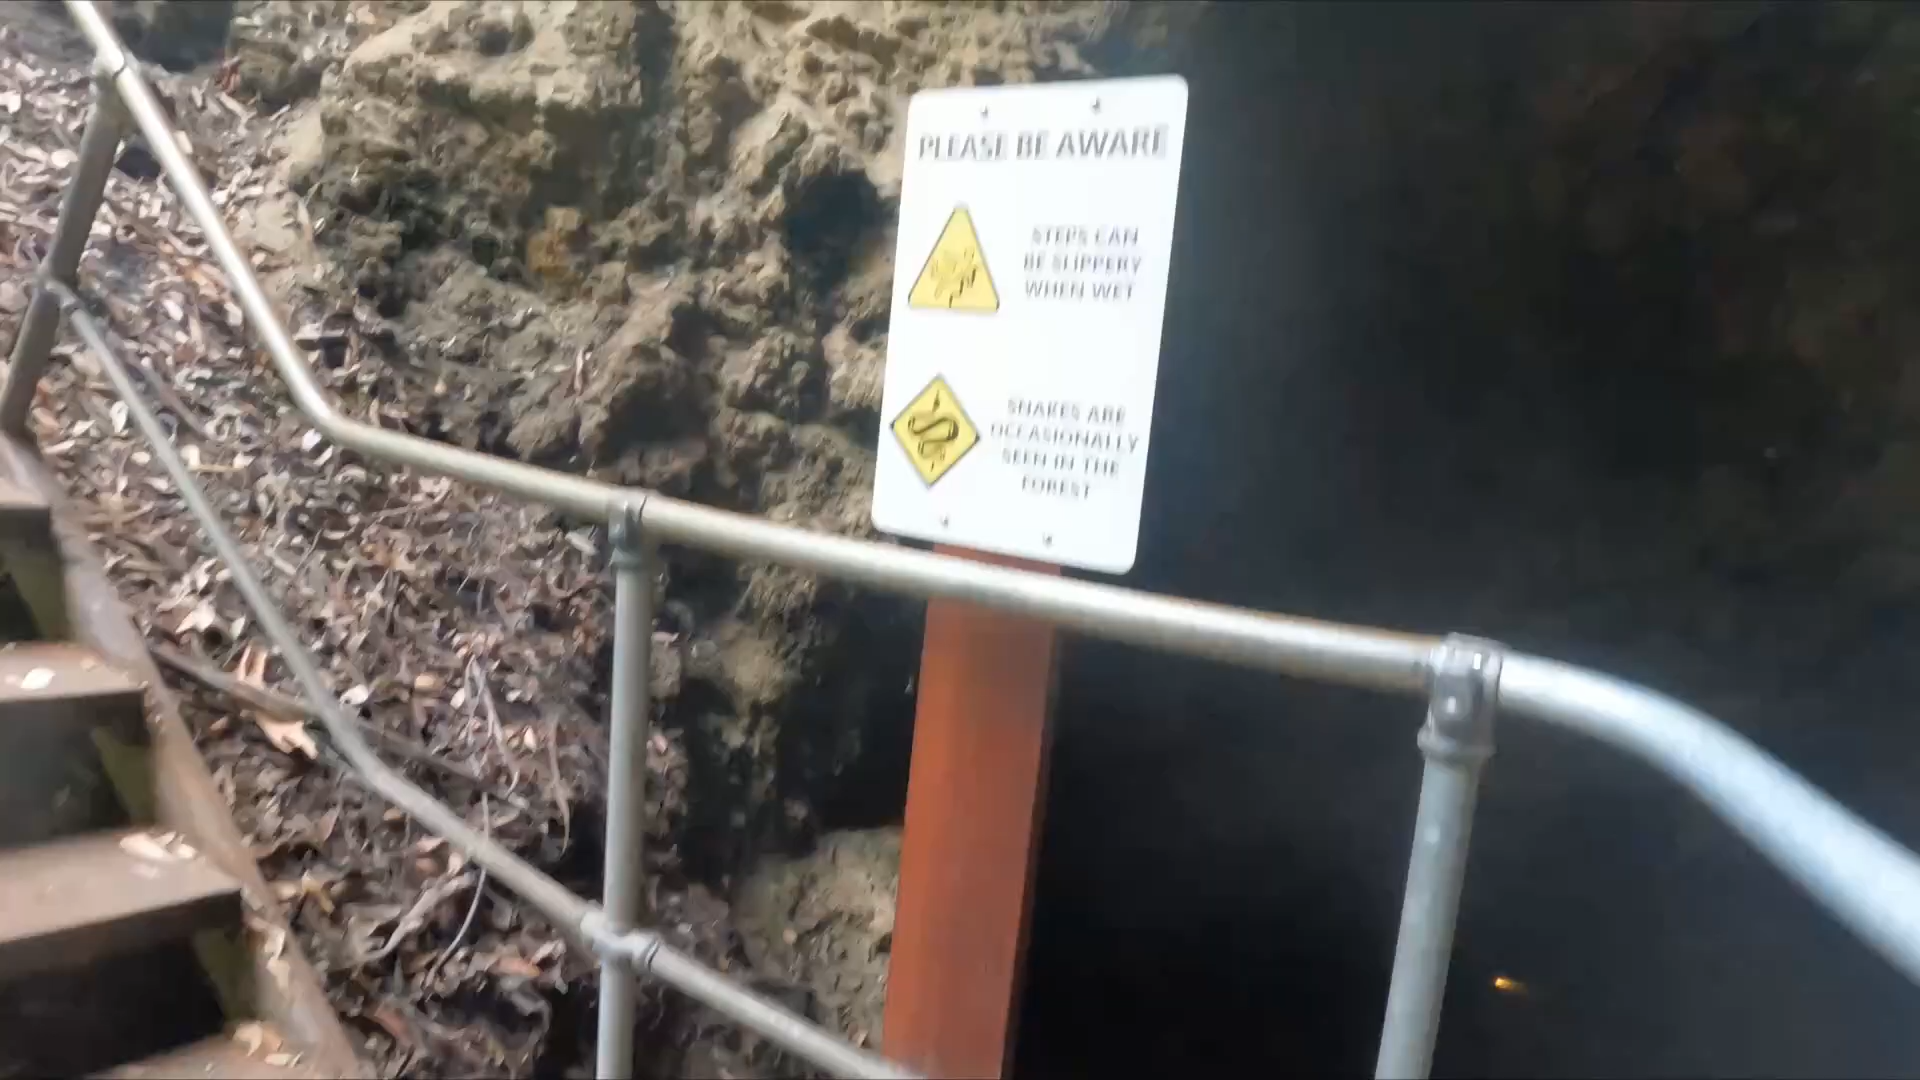 PLEASE BE AWARE
STEPS CAN
BE SLIPPERY
WHEN WET
SNAKES ARE
OCCASIONALLY
SEEN IN THE
FOREST